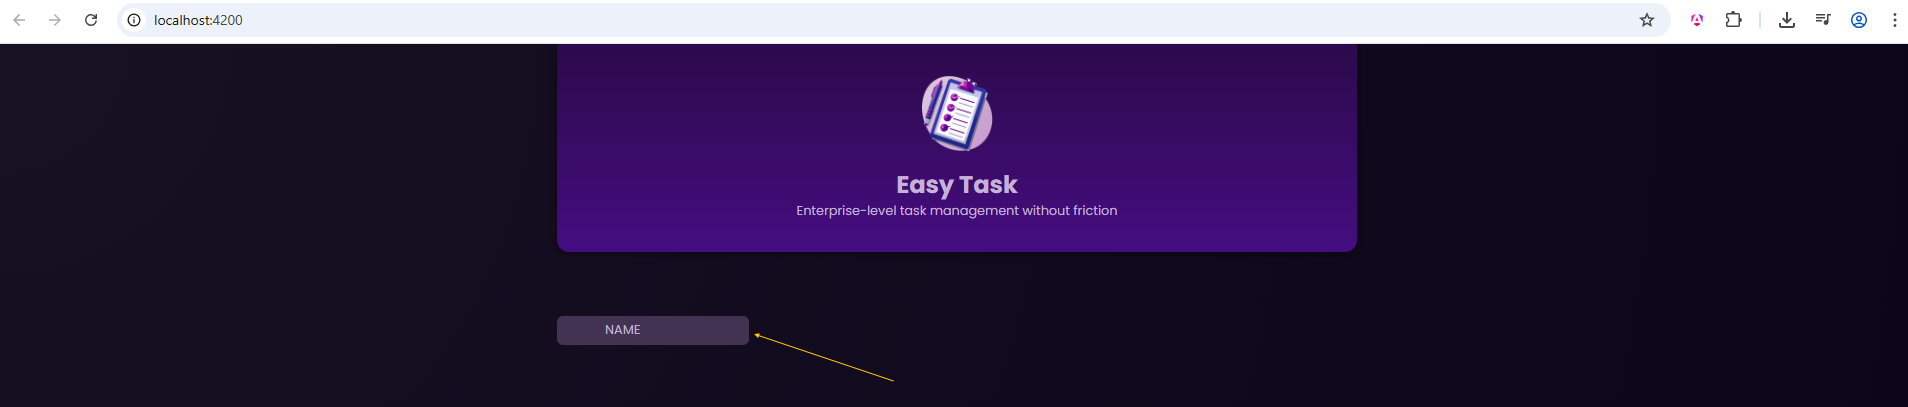 localhost:4200
Easy Task
Enterprise-level task management without friction
NAME